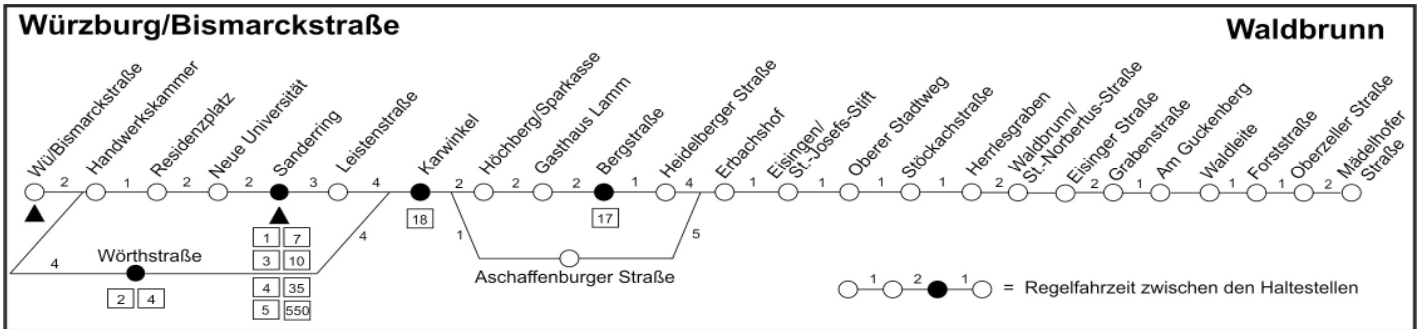 Würzburg/Bismarckstraße
Waldbrunn
Wü/Bismarckstraße
Handwerkskammer
Residenzplatz
Neue Universität
Sanderring
Leistenstraße
Karwinkel
Höchberg/Sparkasse
Gasthaus Lamm
Bergstraße
Heidelberger Straße
Erbachshof
Eisingen/
St.-Josefs-Stift
Oberer Stadtweg
Stöckachstraße
Herrlesgraben
Waldbrunn/
St.-Norbertus-Straße
Eisinger Straße
Grabenstraße
Am Guckenberg
Waldleite
Forststraße
Oberzeller Straße
Mädelhofer
Straße
2 1 2 2 3 4 2 2 2 1 4 1 1 1 1 2 2 1 1 1 1 2
18
17
4
Wörthstraße
4
2 4
1 7
3 10
4 35
5 550
1
5
Aschaffenburger Straße
1 2 1 = Regelfahrzeit zwischen den Haltestellen